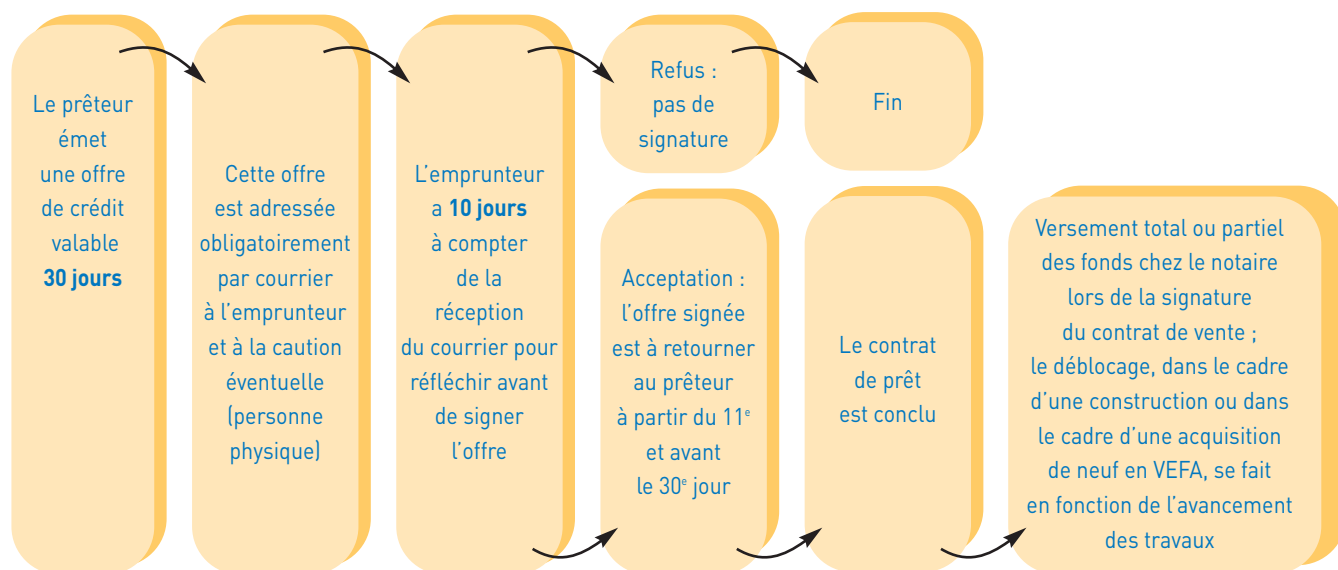 Le prêteur
émet
une offre
de crédit
valable
30 jours
Cette offre
est adressée
obligatoirement
par courrier
à l'emprunteur
et à la caution
éventuelle
(personne
physique)
L'emprunteur
a 10 jours
à compter
de la
réception
du courrier pour
réfléchir avant
de signer
l'offre
Refus :
pas de
signature
Fin
Acceptation :
l'offre signée
est à retourner
au prêteur
à partir du 11e
et avant
le 30e jour
Le contrat
de prêt
est conclu
Versement total ou partiel
des fonds chez le notaire
lors de la signature
du contrat de vente ;
le déblocage, dans le cadre
d'une construction ou dans
le cadre d'une acquisition
de neuf en VEFA, se fait
en fonction de l'avancement
des travaux